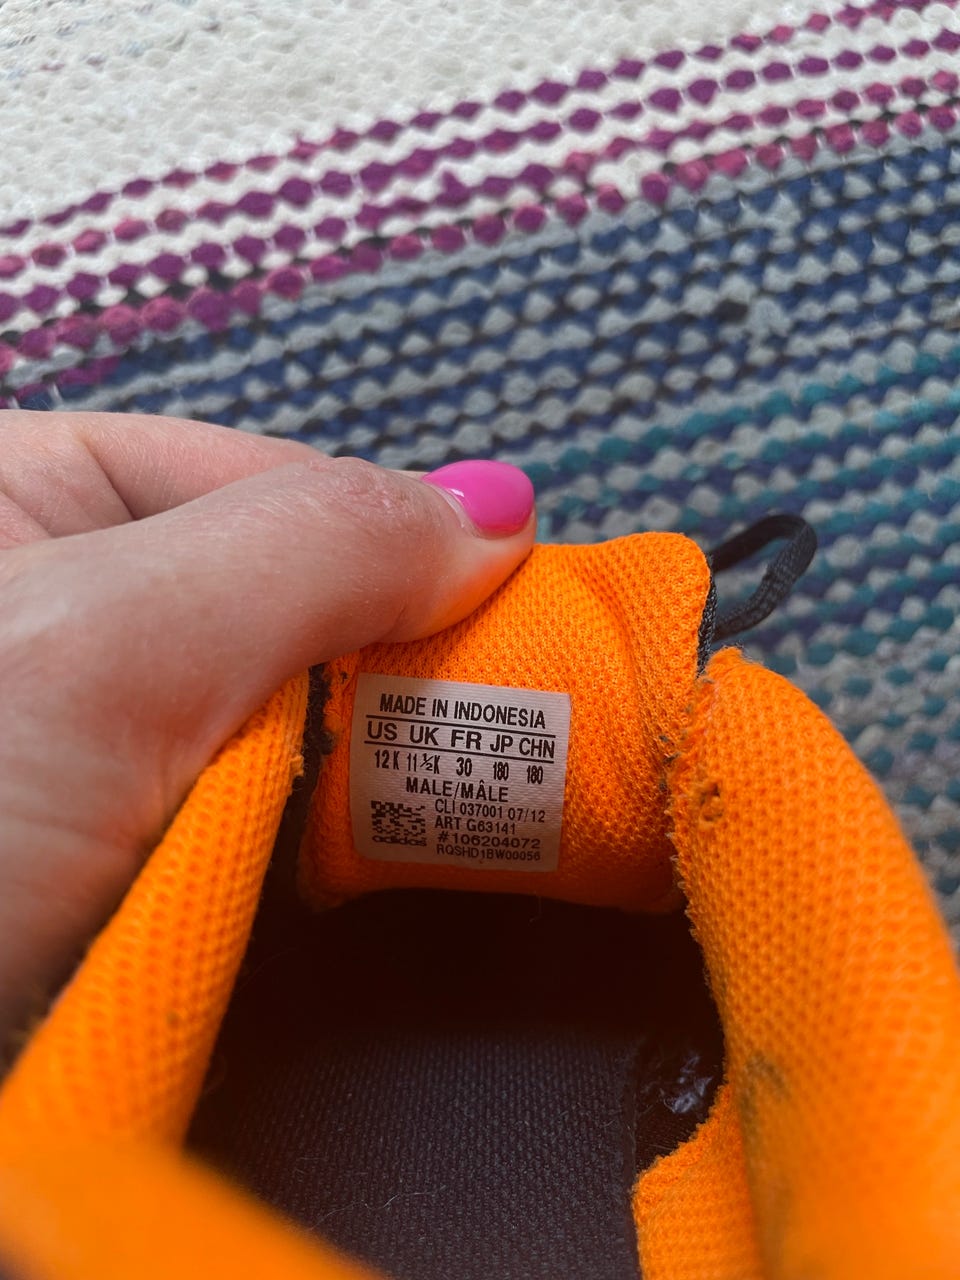 MADE IN INDONESIA
US UK FR JP CHN
12K 11½K 30 180 180
MALE/MÂLE
CLI 037001 07/12
ART G63141
#106204072
RQSHD1BW00056